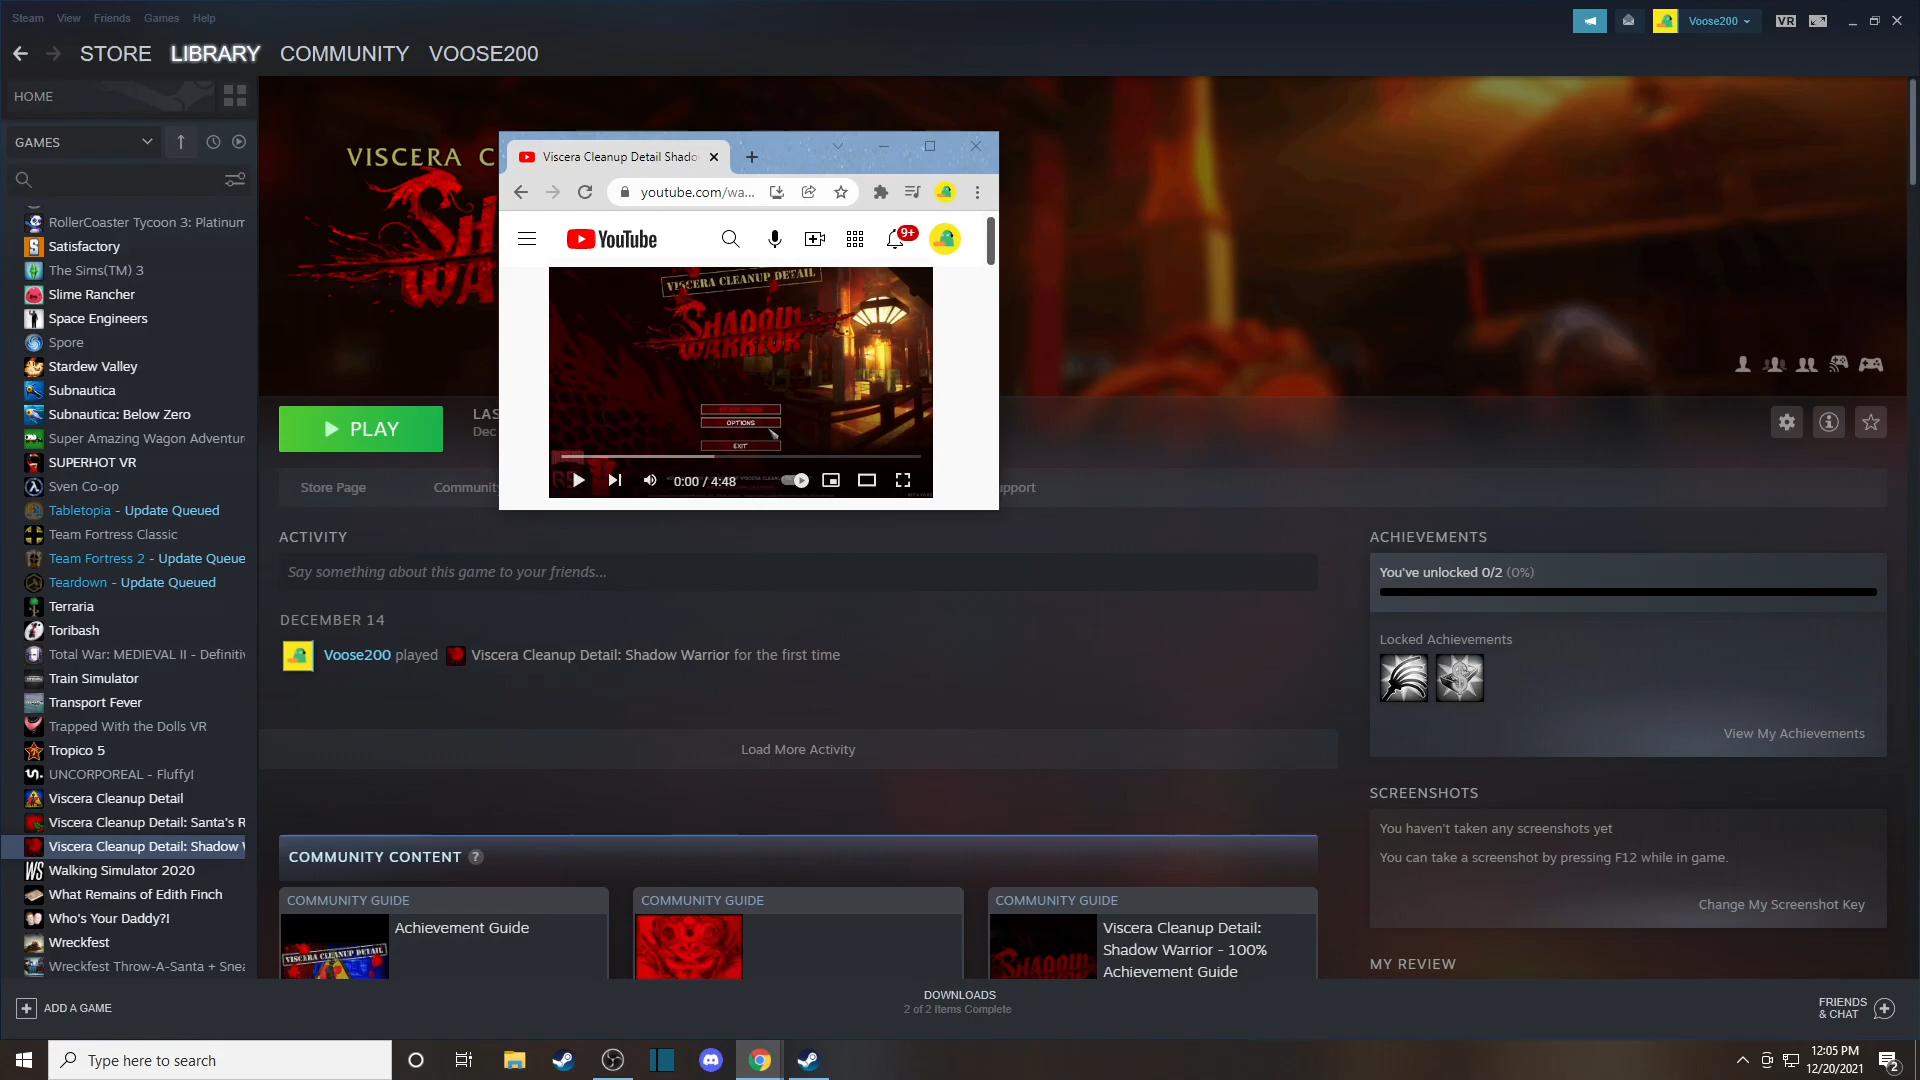 Steam View Friends Games Help
Voose200
VR
STORE LIBRARY COMMUNITY VOOSE200
HOME
GAMES
RollerCoaster Tycoon 3: Platinum
Satisfactory
The Sims(TM) 3
Slime Rancher
Space Engineers
Spore
Stardew Valley
Subnautica
Subnautica: Below Zero
Super Amazing Wagon Adventur
SUPERHOT VR
Sven Co-op
Tabletopia - Update Queued
Team Fortress Classic
Team Fortress 2 - Update Queue
Teardown - Update Queued
Terraria
Toribash
Total War: MEDIEVAL II - Definitiv
Train Simulator
Transport Fever
Trapped With the Dolls VR
Tropico 5
UNCORPOREAL - Fluffy!
Viscera Cleanup Detail
Viscera Cleanup Detail: Santa's R
Viscera Cleanup Detail: Shadow
Walking Simulator 2020
What Remains of Edith Finch
Who's Your Daddy?!
Wreckfest
Wreckfest Throw-A-Santa + Snea
VISCERA C
SH
WA
Viscera Cleanup Detail Shado
youtube.com/wa...
YouTube
9+
VISCERA CLEANUP DETAIL
SHADOW
WARRIOR
OPTIONS
EXIT
0:00 / 4:48
PLAY
LAS
Dec
Store Page
Community
upport
ACTIVITY
Say something about this game to your friends...
DECEMBER 14
Voose200 played Viscera Cleanup Detail: Shadow Warrior for the first time
Load More Activity
ACHIEVEMENTS
You've unlocked 0/2 (0%)
Locked Achievements
View My Achievements
SCREENSHOTS
You haven't taken any screenshots yet
You can take a screenshot by pressing F12 while in game.
Change My Screenshot Key
MY REVIEW
COMMUNITY CONTENT ?
COMMUNITY GUIDE
VISCERA CLEANUP DETAIL
Achievement Guide
COMMUNITY GUIDE
COMMUNITY GUIDE
SHADOW
Viscera Cleanup Detail:
Shadow Warrior - 100%
Achievement Guide
ADD A GAME
DOWNLOADS
2 of 2 Items Complete
FRIENDS
& CHAT
Type here to search
12:05 PM
12/20/2021
2